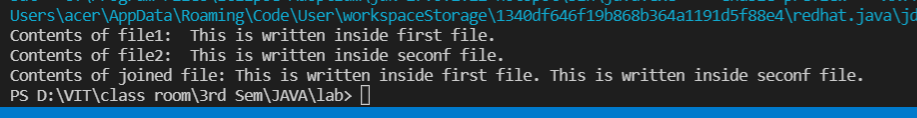 Users\acer\AppData\Roaming\Code\User\workspaceStorage\1340df646f19b868b364a1191d5f88e4\redhat.java\jd
Contents of file1:  This is written inside first file.
Contents of file2:  This is written inside seconf file.
Contents of joined file: This is written inside first file. This is written inside seconf file.
PS D:\VIT\class room\3rd Sem\JAVA\lab>